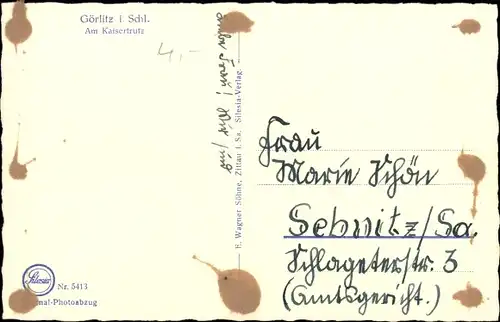 Görlitz i. Schl.
Am Kaisertrutz
4,-
E. Wagner Söhne, Zittau i. Sa. Silesia-Verlag.
Frau
Marie Schön
Sebnitz/Sa.
Schlageterstr. 3
(Amtsgericht.)
Silesia
Nr. 5413
-Photoabzug